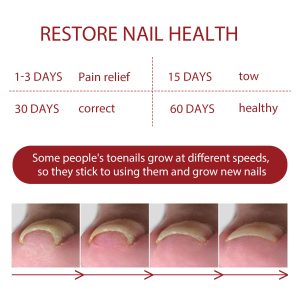 RESTORE NAIL HEALTH
1-3 DAYS Pain relief 15 DAYS tow
30 DAYS correct 60 DAYS healthy
Some people's toenails grow at different speeds,
so they stick to using them and grow new nails